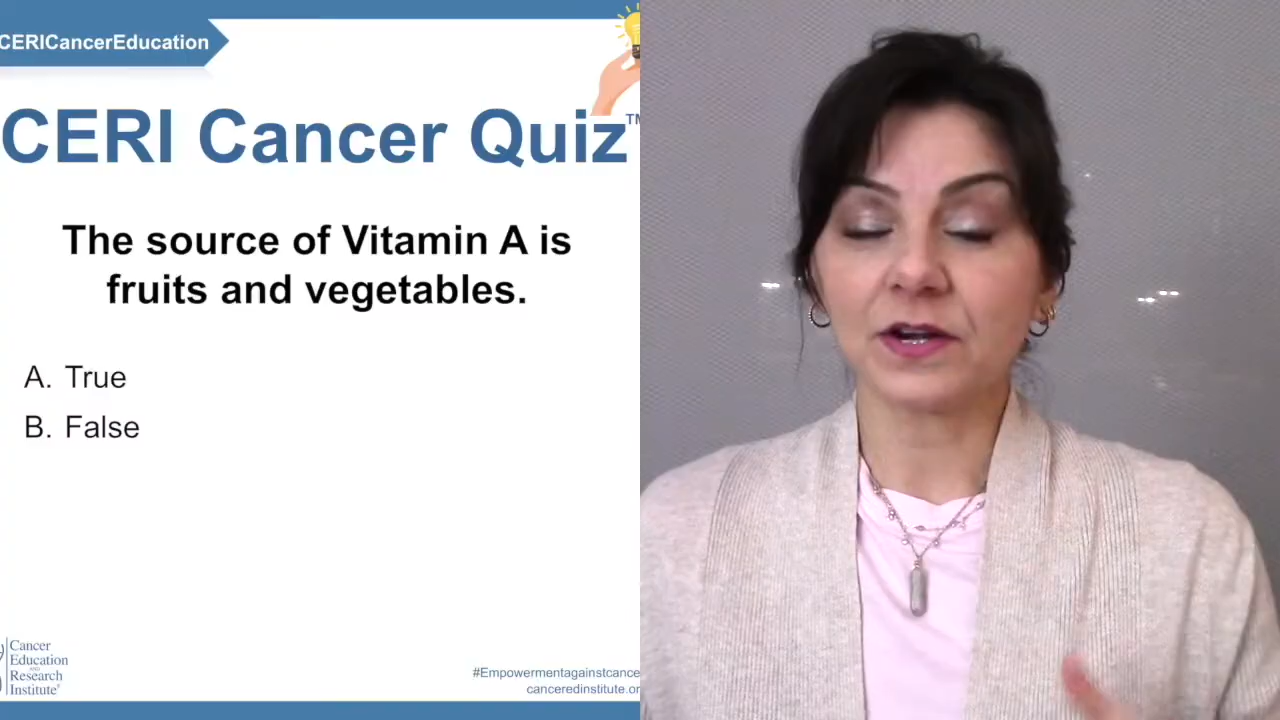 CERICancerEducation
CERI Cancer Quiz
The source of Vitamin A is
fruits and vegetables.
A. True
B. False
Cancer
Education
AND
Research
Institute
#Empowermentagainstcance
canceredinstitute.or